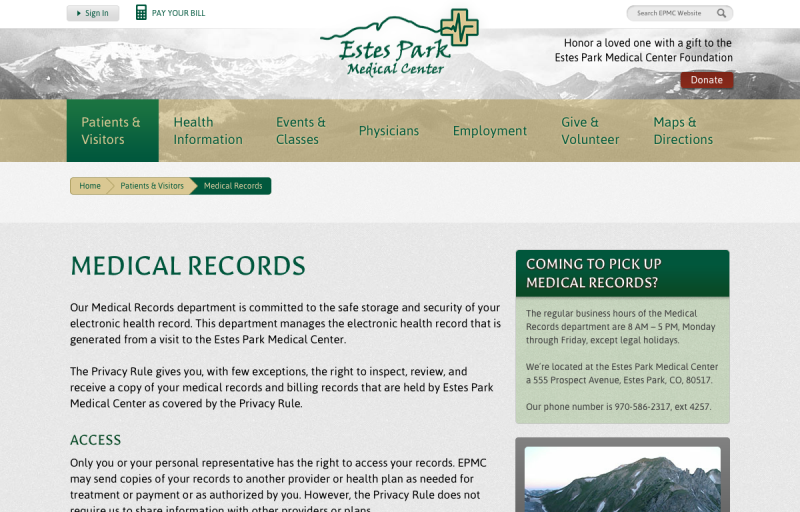 Sign In
PAY YOUR BILL
Search EPMC Website
Estes Park
Medical Center
Honor a loved one with a gift to the
Estes Park Medical Center Foundation
Donate
Patients &
Visitors
Health
Information
Events &
Classes
Physicians
Employment
Give &
Volunteer
Maps &
Directions
Home
Patients & Visitors
Medical Records
MEDICAL RECORDS
Our Medical Records department is committed to the safe storage and security of your
electronic health record. This department manages the electronic health record that is
generated from a visit to the Estes Park Medical Center.
The Privacy Rule gives you, with few exceptions, the right to inspect, review, and
receive a copy of your medical records and billing records that are held by Estes Park
Medical Center as covered by the Privacy Rule.
ACCESS
Only you or your personal representative has the right to access your records. EPMC
may send copies of your records to another provider or health plan as needed for
treatment or payment or as authorized by you. However, the Privacy Rule does not
require us to share information with other providers or plans.
COMING TO PICK UP
MEDICAL RECORDS?
The regular business hours of the Medical
Records department are 8 AM – 5 PM, Monday
through Friday, except legal holidays.
We're located at the Estes Park Medical Center
a 555 Prospect Avenue, Estes Park, CO, 80517.
Our phone number is 970-586-2317, ext 4257.